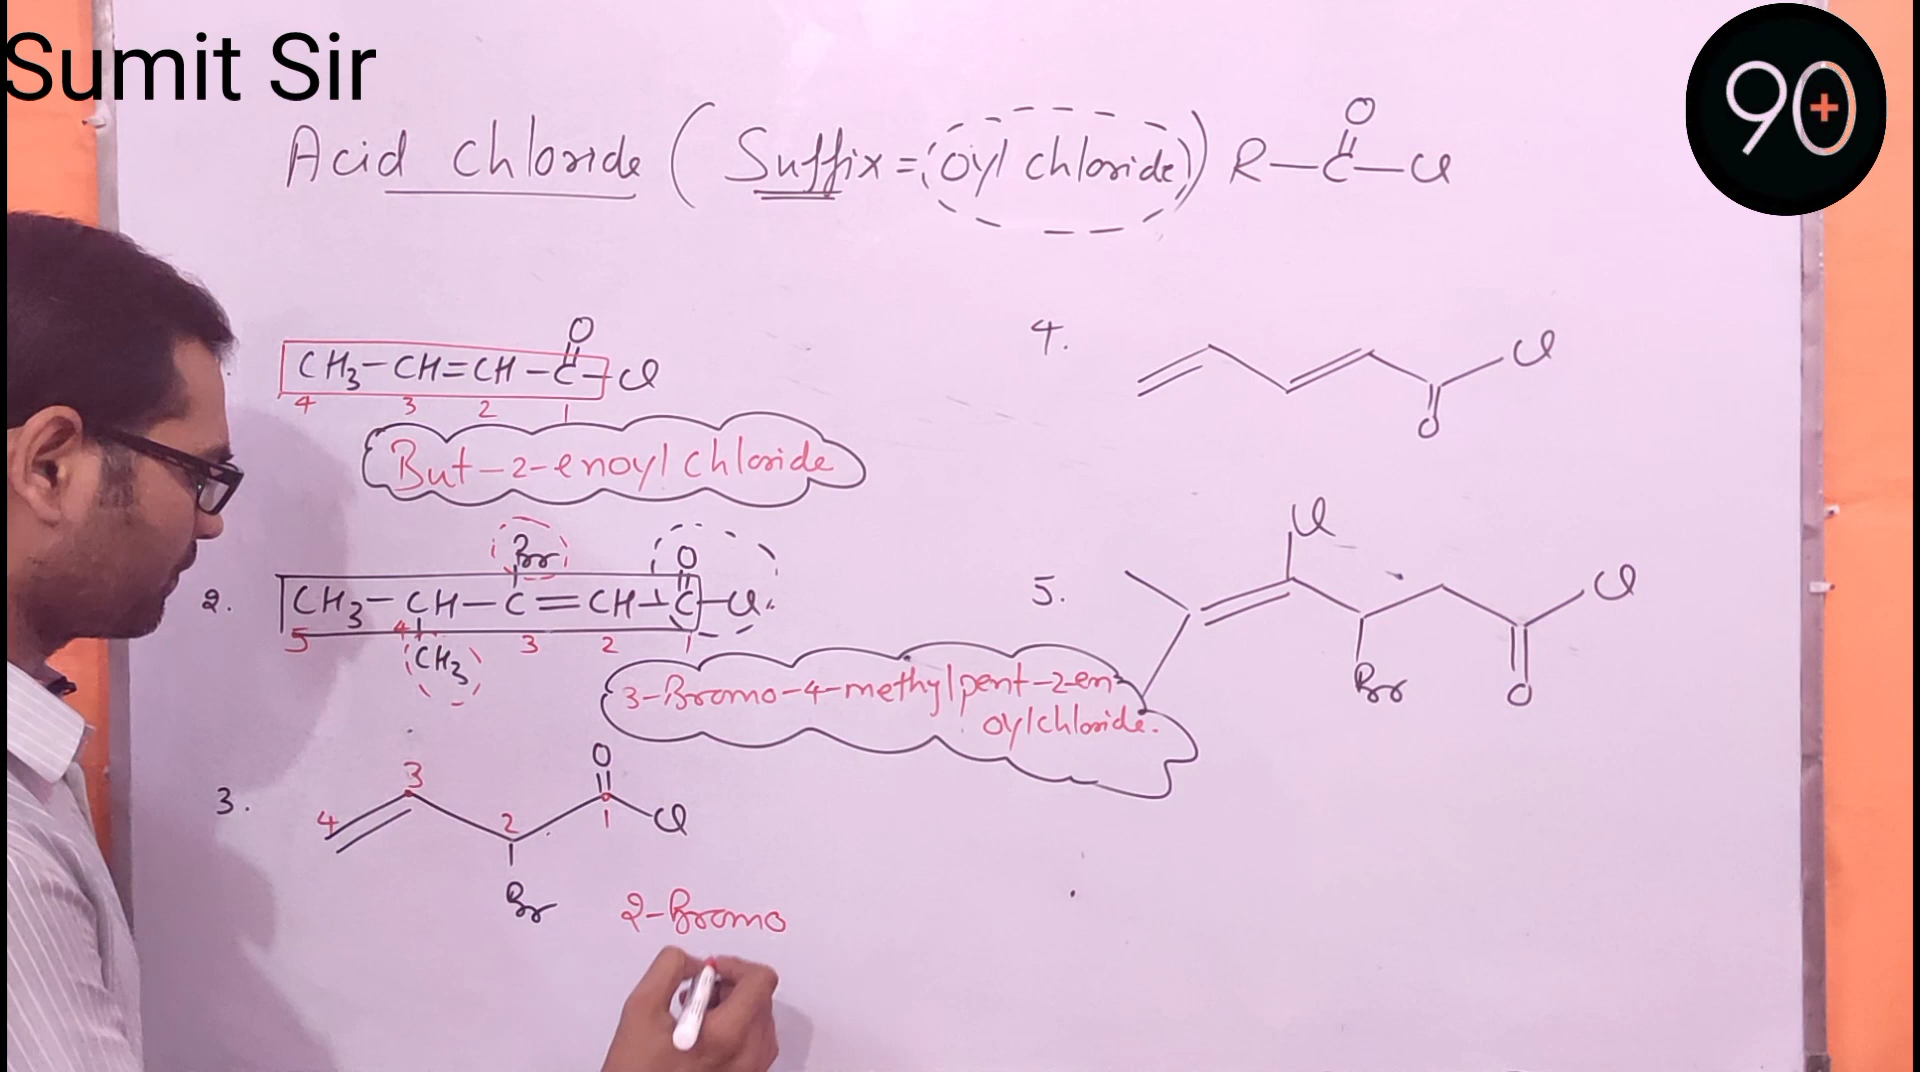 Sumit Sir
90+
Acid Chloride ( Suffix = oyl chloride ) R—C—Cl
O
O
CH3—CH=CH—C—Cl
4 3 2 1
But-2-enoyl chloride
4.
Cl
O
Br
O
2. CH3—CH—C=CH—C—Cl
5 4 3 2 1
CH3
3-Bromo-4-methylpent-2-en-
oylchloride.
5.
Cl
Cl
Br
O
3.
O
4 3 2 1
Cl
Br
2-Bromo